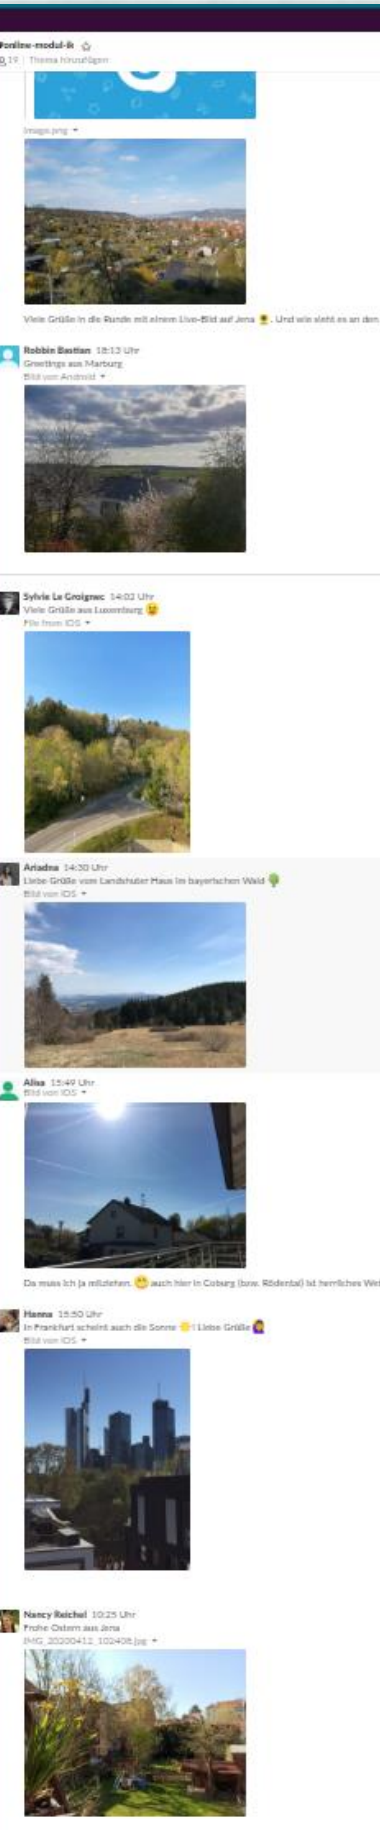 #online-modul-ik
19 | Thema hinzufügen
image.png
Viele Grüße in die Runde mit einem Live-Bild auf Jena 🌻. Und wie sieht es an den
Robbin Bastian 18:13 Uhr
Greetings aus Marburg
Bild von Android
Sylvie Le Groignec 14:02 Uhr
Viele Grüße aus Luxemburg 😉
File from iOS
Ariadna 14:30 Uhr
Liebe Grüße vom Landshuter Haus im bayerischen Wald 🌳
Bild von iOS
Alisa 15:49 Uhr
Bild von iOS
Da muss ich ja mitziehen. 😁 auch hier in Coburg (bzw. Rödental) ist herrliches
Hanna 15:50 Uhr
In Frankfurt scheint auch die Sonne ☀️! Liebe Grüße 🙋‍♀️
Bild von iOS
Nancy Reichel 10:25 Uhr
Frohe Ostern aus Jena
IMG_20200412_102408.jpg